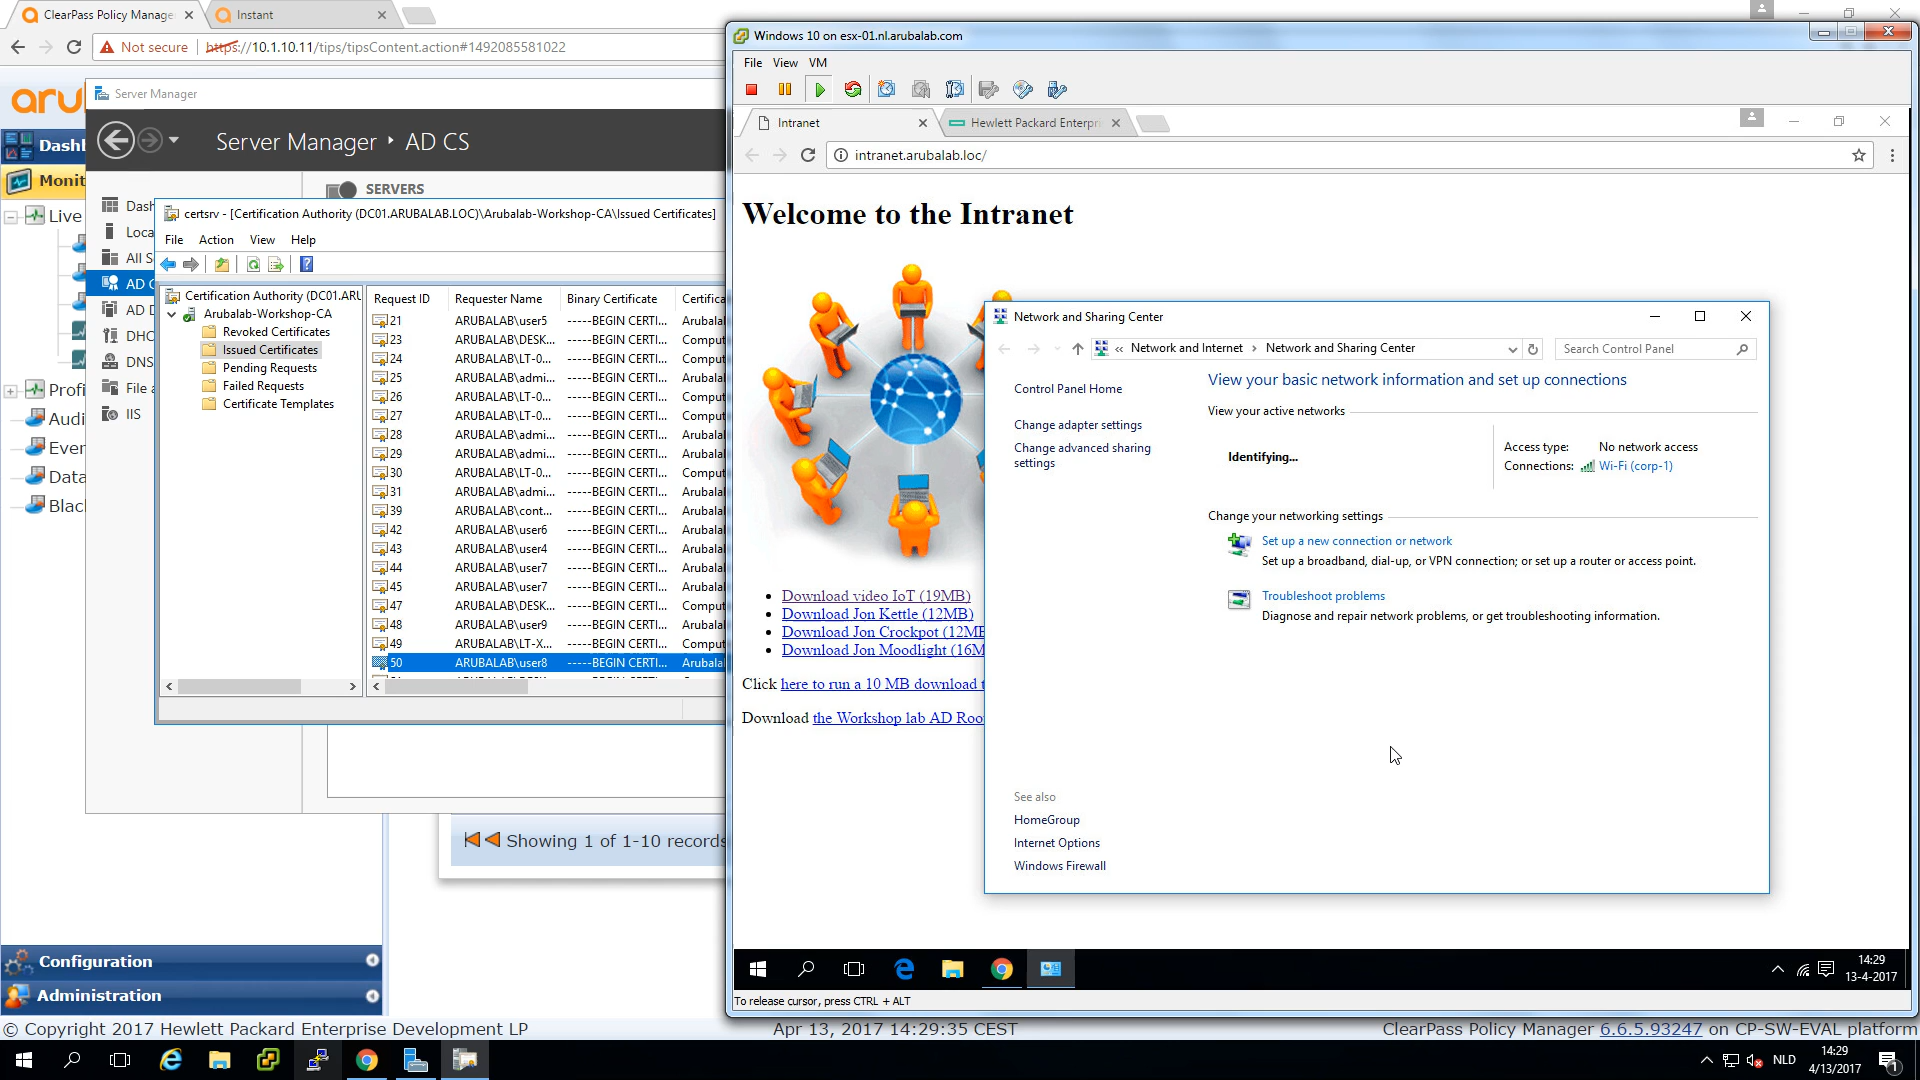 ClearPass Policy Manage
Instant
Not secure
https://10.1.10.11/tips/tipsContent.action#1492085581022
aru
Dashb
Monit
Live
Profi
Audi
Even
Data
Blac
Configuration
Administration
Server Manager
Server Manager ‣ AD CS
SERVERS
Dash
Loca
All S
AD C
AD D
DHC
DNS
File a
IIS
certsrv - [Certification Authority (DC01.ARUBALAB.LOC)\Arubalab-Workshop-CA\Issued Certificates]
File Action View Help
Certification Authority (DC01.ARU
Arubalab-Workshop-CA
Revoked Certificates
Issued Certificates
Pending Requests
Failed Requests
Certificate Templates
Request ID Requester Name Binary Certificate Certifica
21 ARUBALAB\user5 -----BEGIN CERTI... Arubalal
23 ARUBALAB\DESK... -----BEGIN CERTI... Comput
24 ARUBALAB\LT-0... -----BEGIN CERTI... Comput
25 ARUBALAB\admi... -----BEGIN CERTI... Arubalal
26 ARUBALAB\LT-0... -----BEGIN CERTI... Comput
27 ARUBALAB\LT-0... -----BEGIN CERTI... Comput
28 ARUBALAB\admi... -----BEGIN CERTI... Arubalal
29 ARUBALAB\admi... -----BEGIN CERTI... Arubalal
30 ARUBALAB\LT-0... -----BEGIN CERTI... Comput
31 ARUBALAB\admi... -----BEGIN CERTI... Arubalal
39 ARUBALAB\cont... -----BEGIN CERTI... Arubalal
42 ARUBALAB\user6 -----BEGIN CERTI... Arubalal
43 ARUBALAB\user4 -----BEGIN CERTI... Arubalal
44 ARUBALAB\user7 -----BEGIN CERTI... Arubalal
45 ARUBALAB\user7 -----BEGIN CERTI... Arubalal
47 ARUBALAB\DESK... -----BEGIN CERTI... Comput
48 ARUBALAB\user9 -----BEGIN CERTI... Arubalal
49 ARUBALAB\LT-X... -----BEGIN CERTI... Comput
50 ARUBALAB\user8 -----BEGIN CERTI... Arubalal
Showing 1 of 1-10 records
Windows 10 on esx-01.nl.arubalab.com
File View VM
Intranet
Hewlett Packard Enterpri
intranet.arubalab.loc/
Welcome to the Intranet
Download video IoT (19MB)
Download Jon Kettle (12MB)
Download Jon Crockpot (12MB
Download Jon Moodlight (16M
Click here to run a 10 MB download t
Download the Workshop lab AD Roo
Network and Sharing Center
« Network and Internet › Network and Sharing Center
Search Control Panel
Control Panel Home
Change adapter settings
Change advanced sharing
settings
View your basic network information and set up connections
View your active networks
Identifying...
Access type: No network access
Connections: Wi-Fi (corp-1)
Change your networking settings
Set up a new connection or network
Set up a broadband, dial-up, or VPN connection; or set up a router or access point.
Troubleshoot problems
Diagnose and repair network problems, or get troubleshooting information.
See also
HomeGroup
Internet Options
Windows Firewall
14:29
13-4-2017
To release cursor, press CTRL + ALT
© Copyright 2017 Hewlett Packard Enterprise Development LP
Apr 13, 2017 14:29:35 CEST
ClearPass Policy Manager 6.6.5.93247 on CP-SW-EVAL platform
NLD
14:29
4/13/2017
1